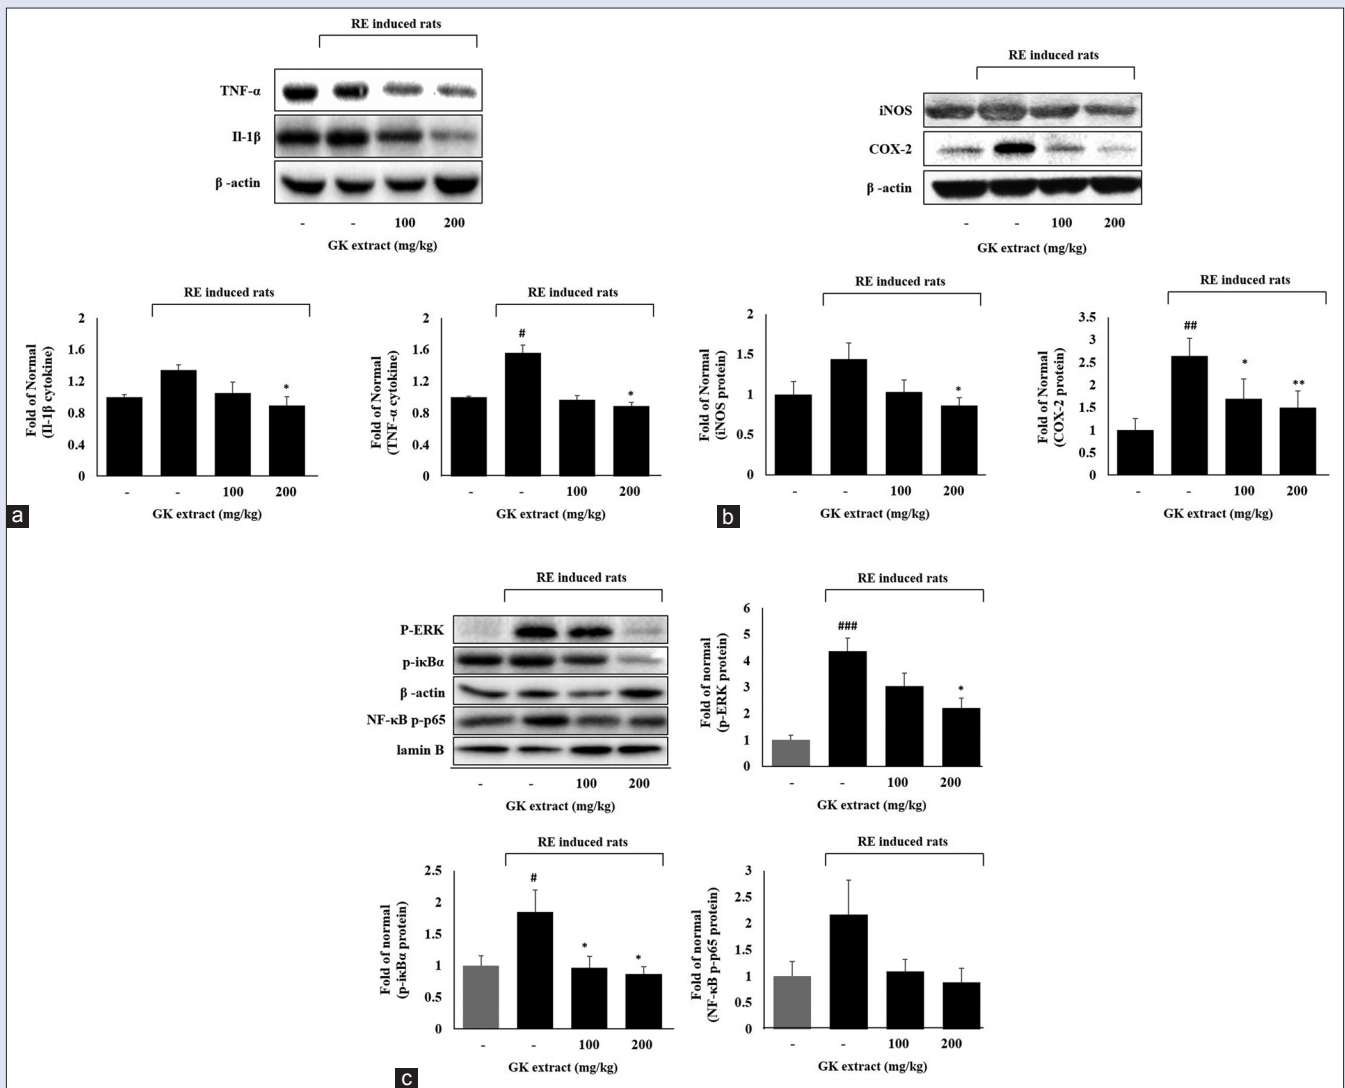 RE induced rats
TNF-α
Il-1β
β -actin
- - 100 200
GK extract (mg/kg)
RE induced rats
2
1.6
1.2
0.8
0.4
0
Fold of Normal
(Il-1β cytokine)
*
- - 100 200
GK extract (mg/kg)
RE induced rats
2
1.6
1.2
0.8
0.4
0
Fold of Normal
(TNF-α cytokine)
#
*
- - 100 200
GK extract (mg/kg)
a
RE induced rats
iNOS
COX-2
β -actin
- - 100 200
GK extract (mg/kg)
RE induced rats
2
1.5
1
0.5
0
Fold of Normal
(iNOS protein)
*
- - 100 200
GK extract (mg/kg)
RE induced rats
3.5
3
2.5
2
1.5
1
0.5
0
Fold of Normal
(COX-2 protein)
##
*
**
- - 100 200
GK extract (mg/kg)
b
RE induced rats
P-ERK
p-iκBα
β -actin
NF-κB p-p65
lamin B
- - 100 200
GK extract (mg/kg)
RE induced rats
6
5
4
3
2
1
0
Fold of normal
(p-ERK protein)
###
*
- - 100 200
GK extract (mg/kg)
RE induced rats
2.5
2
1.5
1
0.5
0
Fold of normal
(p-iκBα protein)
#
*
*
- - 100 200
GK extract (mg/kg)
RE induced rats
3
2.5
2
1.5
1
0.5
0
Fold of normal
(NF-κB p-p65 protein)
- - 100 200
GK extract (mg/kg)
c